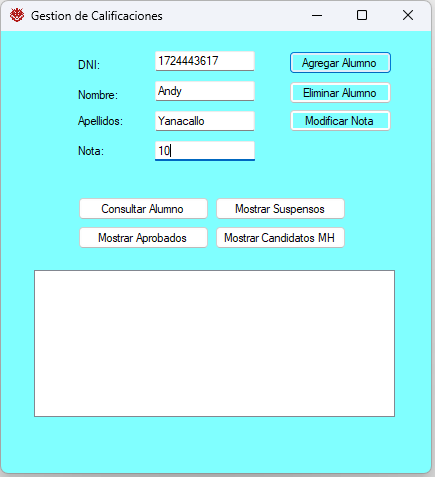 Gestion de Calificaciones
DNI: 1724443617 Agregar Alumno
Nombre: Andy Eliminar Alumno
Apellidos: Yanacallo Modificar Nota
Nota: 10
Consultar Alumno Mostrar Suspensos
Mostrar Aprobados Mostrar Candidatos MH